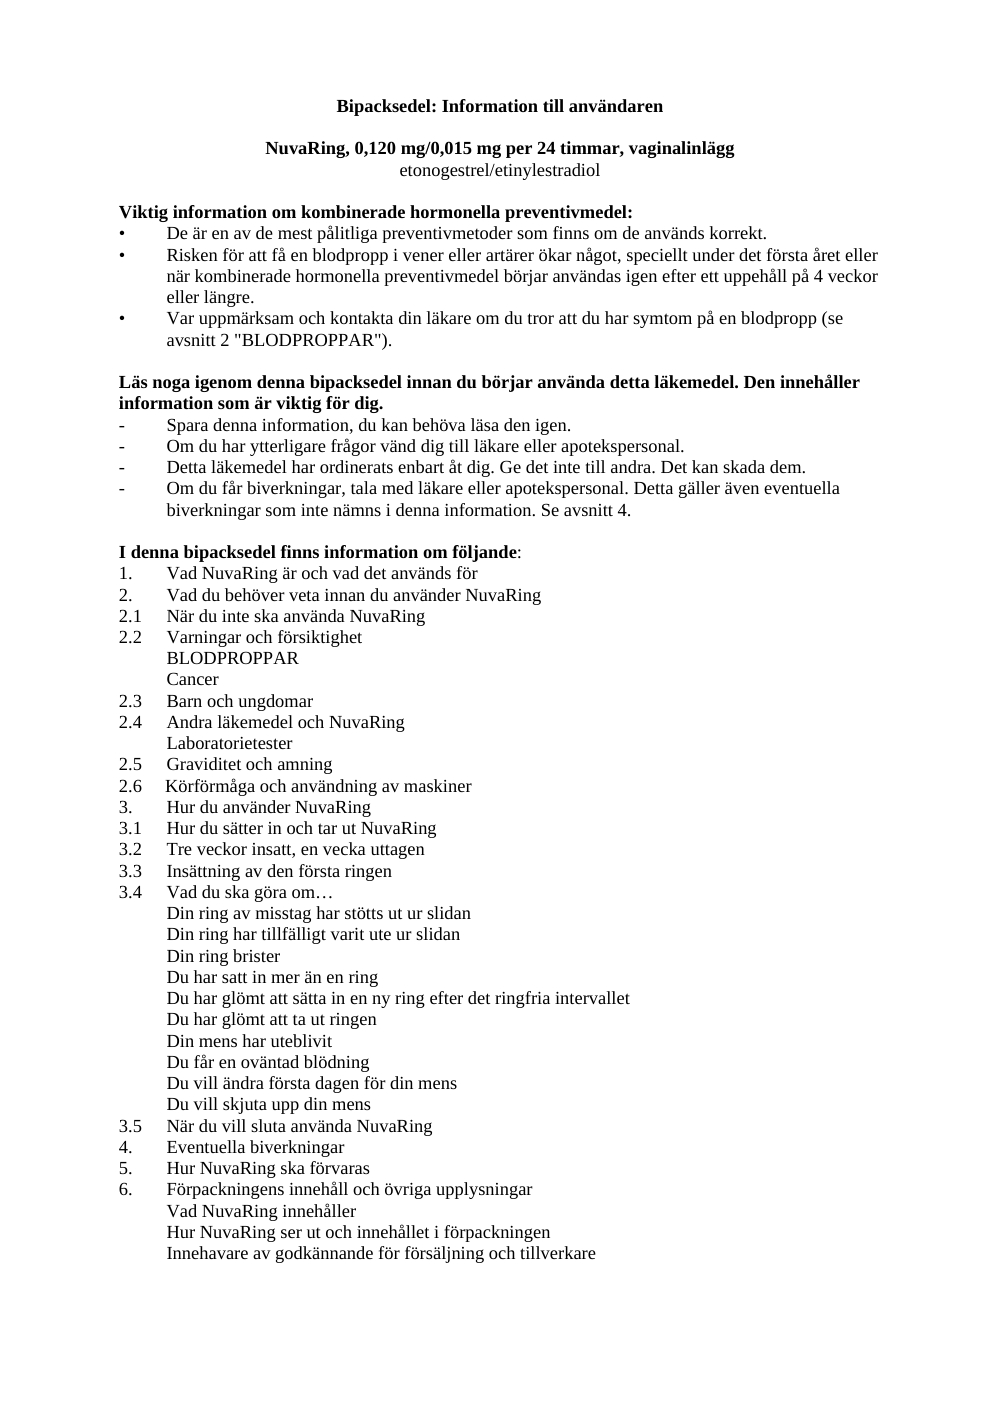 Bipacksedel: Information till användaren
NuvaRing, 0,120 mg/0,015 mg per 24 timmar, vaginalinlägg
etonogestrel/etinylestradiol
Viktig information om kombinerade hormonella preventivmedel:
• De är en av de mest pålitliga preventivmetoder som finns om de används korrekt.
• Risken för att få en blodpropp i vener eller artärer ökar något, speciellt under det första året eller
när kombinerade hormonella preventivmedel börjar användas igen efter ett uppehåll på 4 veckor
eller längre.
• Var uppmärksam och kontakta din läkare om du tror att du har symtom på en blodpropp (se
avsnitt 2 "BLODPROPPAR").
Läs noga igenom denna bipacksedel innan du börjar använda detta läkemedel. Den innehåller
information som är viktig för dig.
- Spara denna information, du kan behöva läsa den igen.
- Om du har ytterligare frågor vänd dig till läkare eller apotekspersonal.
- Detta läkemedel har ordinerats enbart åt dig. Ge det inte till andra. Det kan skada dem.
- Om du får biverkningar, tala med läkare eller apotekspersonal. Detta gäller även eventuella
biverkningar som inte nämns i denna information. Se avsnitt 4.
I denna bipacksedel finns information om följande:
1. Vad NuvaRing är och vad det används för
2. Vad du behöver veta innan du använder NuvaRing
2.1 När du inte ska använda NuvaRing
2.2 Varningar och försiktighet
BLODPROPPAR
Cancer
2.3 Barn och ungdomar
2.4 Andra läkemedel och NuvaRing
Laboratorietester
2.5 Graviditet och amning
2.6 Körförmåga och användning av maskiner
3. Hur du använder NuvaRing
3.1 Hur du sätter in och tar ut NuvaRing
3.2 Tre veckor insatt, en vecka uttagen
3.3 Insättning av den första ringen
3.4 Vad du ska göra om…
Din ring av misstag har stötts ut ur slidan
Din ring har tillfälligt varit ute ur slidan
Din ring brister
Du har satt in mer än en ring
Du har glömt att sätta in en ny ring efter det ringfria intervallet
Du har glömt att ta ut ringen
Din mens har uteblivit
Du får en oväntad blödning
Du vill ändra första dagen för din mens
Du vill skjuta upp din mens
3.5 När du vill sluta använda NuvaRing
4. Eventuella biverkningar
5. Hur NuvaRing ska förvaras
6. Förpackningens innehåll och övriga upplysningar
Vad NuvaRing innehåller
Hur NuvaRing ser ut och innehållet i förpackningen
Innehavare av godkännande för försäljning och tillverkare